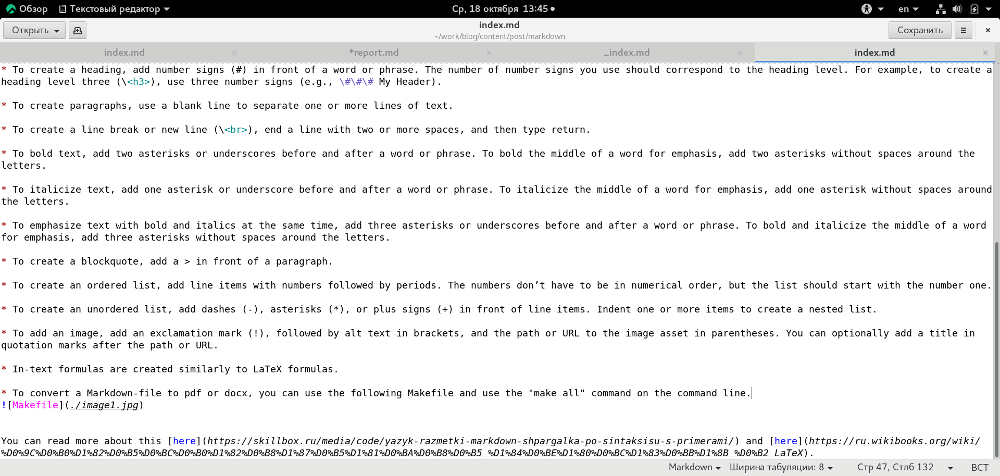 Обзор Текстовый редактор Ср, 18 октября 13:45 en
Открыть index.md Сохранить
~/work/blog/content/post/markdown
index.md *report.md _index.md index.md
* To create a heading, add number signs (#) in front of a word or phrase. The number of number signs you use should correspond to the heading level. For example, to create a
heading level three (\<h3>), use three number signs (e.g., \#\#\# My Header).
* To create paragraphs, use a blank line to separate one or more lines of text.
* To create a line break or new line (\<br>), end a line with two or more spaces, and then type return.
* To bold text, add two asterisks or underscores before and after a word or phrase. To bold the middle of a word for emphasis, add two asterisks without spaces around the
letters.
* To italicize text, add one asterisk or underscore before and after a word or phrase. To italicize the middle of a word for emphasis, add one asterisk without spaces around
the letters.
* To emphasize text with bold and italics at the same time, add three asterisks or underscores before and after a word or phrase. To bold and italicize the middle of a word
for emphasis, add three asterisks without spaces around the letters.
* To create a blockquote, add a > in front of a paragraph.
* To create an ordered list, add line items with numbers followed by periods. The numbers don’t have to be in numerical order, but the list should start with the number one.
* To create an unordered list, add dashes (-), asterisks (*), or plus signs (+) in front of line items. Indent one or more items to create a nested list.
* To add an image, add an exclamation mark (!), followed by alt text in brackets, and the path or URL to the image asset in parentheses. You can optionally add a title in
quotation marks after the path or URL.
* In-text formulas are created similarly to LaTeX formulas.
* To convert a Markdown-file to pdf or docx, you can use the following Makefile and use the "make all" command on the command line.
![Makefile](./image1.jpg)
You can read more about this [here](https://skillbox.ru/media/code/yazyk-razmetki-markdown-shpargalka-po-sintaksisu-s-primerami/) and [here](https://ru.wikibooks.org/wiki/
%D0%9C%D0%B0%D1%82%D0%B5%D0%BC%D0%B0%D1%82%D0%B8%D1%87%D0%B5%D1%81%D0%BA%D0%B8%D0%B5_%D1%84%D0%BE%D1%80%D0%BC%D1%83%D0%BB%D1%8B_%D0%B2_LaTeX).
Markdown Ширина табуляции: 8 Стр 47, Стлб 132 ВСТ